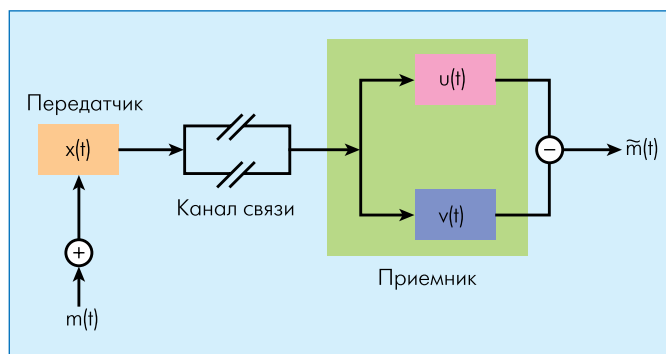 Передатчик
x(t)
+
m(t)
Канал связи
u(t)
v(t)
Приемник
−
m̃(t)